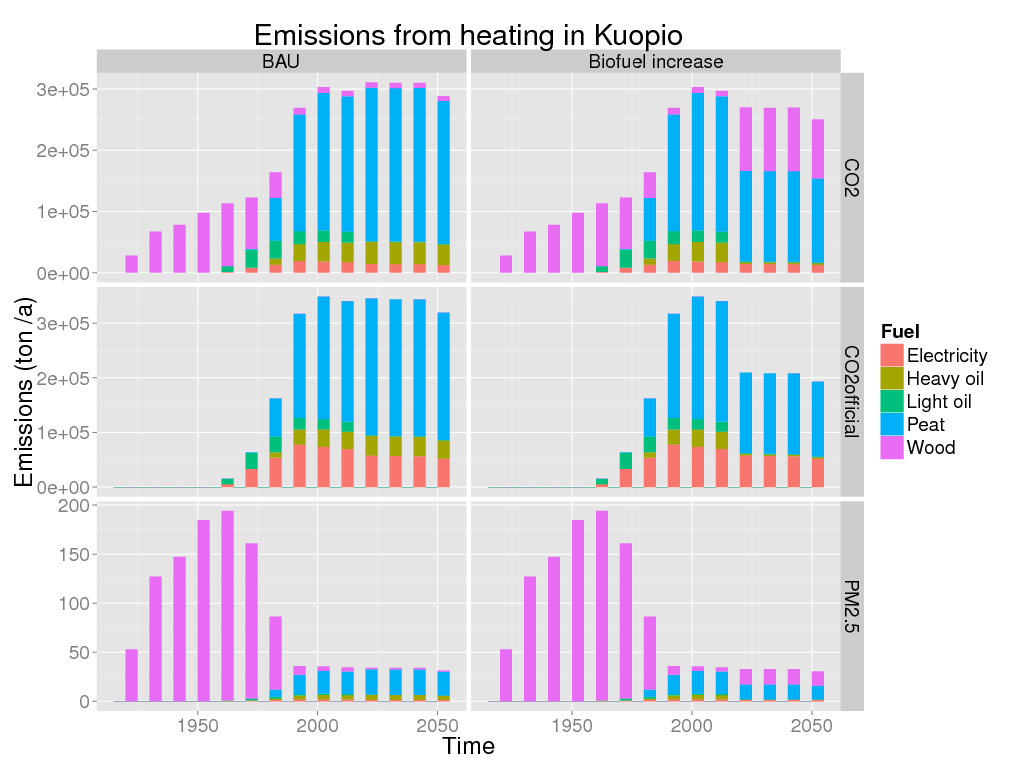 Emissions from heating in Kuopio
BAU
Biofuel increase
3e+05
2e+05
1e+05
0e+00
CO2
3e+05
2e+05
1e+05
0e+00
CO2official
200
150
100
50
0
PM2.5
Emissions (ton /a)
1950
2000
2050
1950
2000
2050
Time
Fuel
Electricity
Heavy oil
Light oil
Peat
Wood